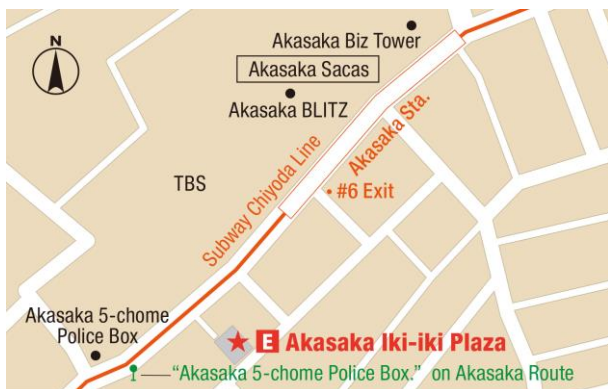 N
Akasaka Biz Tower
Akasaka Sacas
Akasaka BLITZ
Subway Chiyoda Line
Akasaka Sta.
#6 Exit
TBS
Akasaka 5-chome
Police Box
E Akasaka Iki-iki Plaza
“Akasaka 5-chome Police Box.” on Akasaka Route